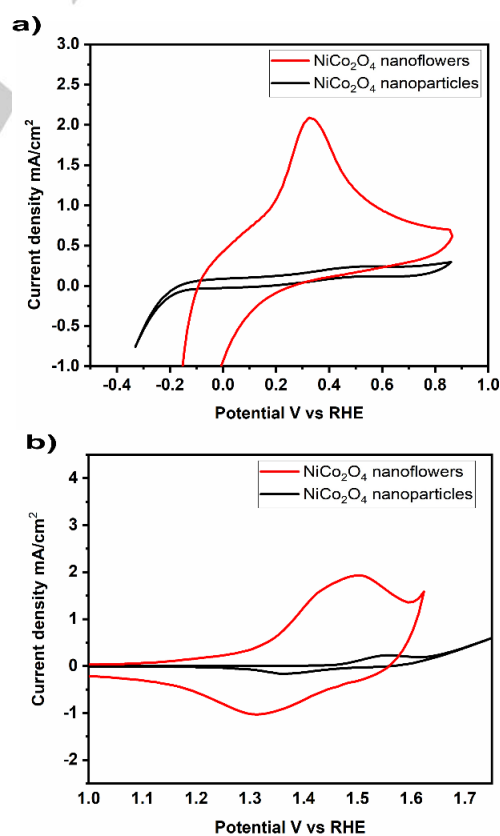 a)
3.0
2.5
2.0
1.5
1.0
0.5
0.0
-0.5
-1.0
Current density mA/cm²
NiCo₂O₄ nanoflowers
NiCo₂O₄ nanoparticles
-0.4 -0.2 0.0 0.2 0.4 0.6 0.8 1.0
Potential V vs RHE
b)
4
3
2
1
0
-1
-2
Current density mA/cm²
NiCo₂O₄ nanoflowers
NiCo₂O₄ nanoparticles
1.0 1.1 1.2 1.3 1.4 1.5 1.6 1.7
Potential V vs RHE